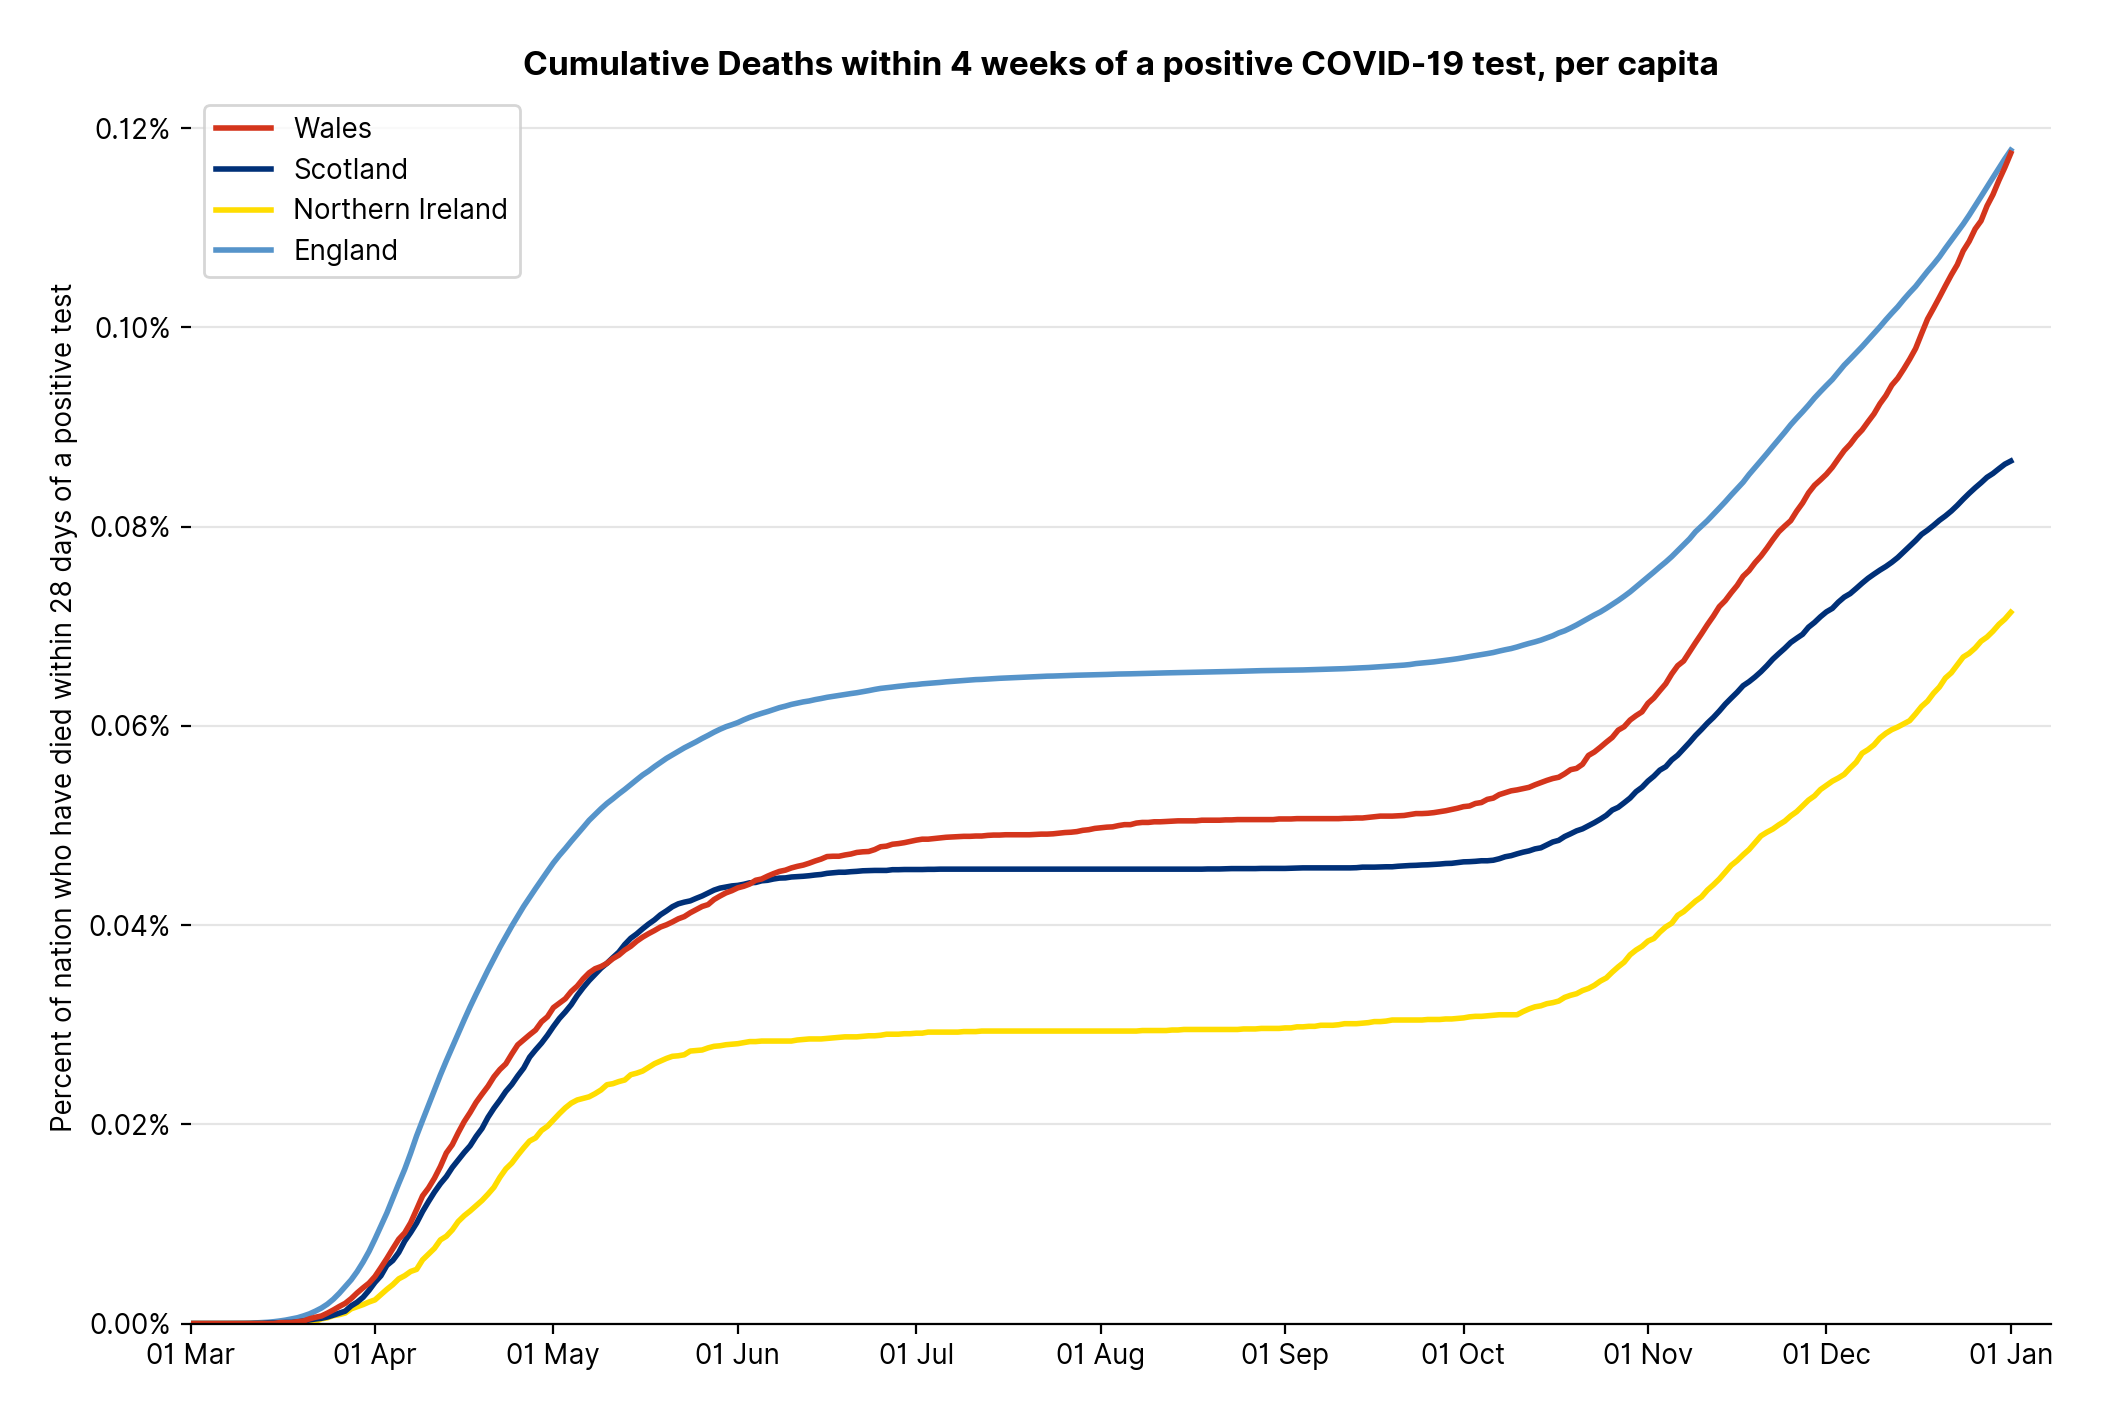 Cumulative Deaths within 4 weeks of a positive COVID-19 test, per capita
Wales
Scotland
Northern Ireland
England
Percent of nation who have died within 28 days of a positive test
0.12%
0.10%
0.08%
0.06%
0.04%
0.02%
0.00%
01 Mar
01 Apr
01 May
01 Jun
01 Jul
01 Aug
01 Sep
01 Oct
01 Nov
01 Dec
01 Jan